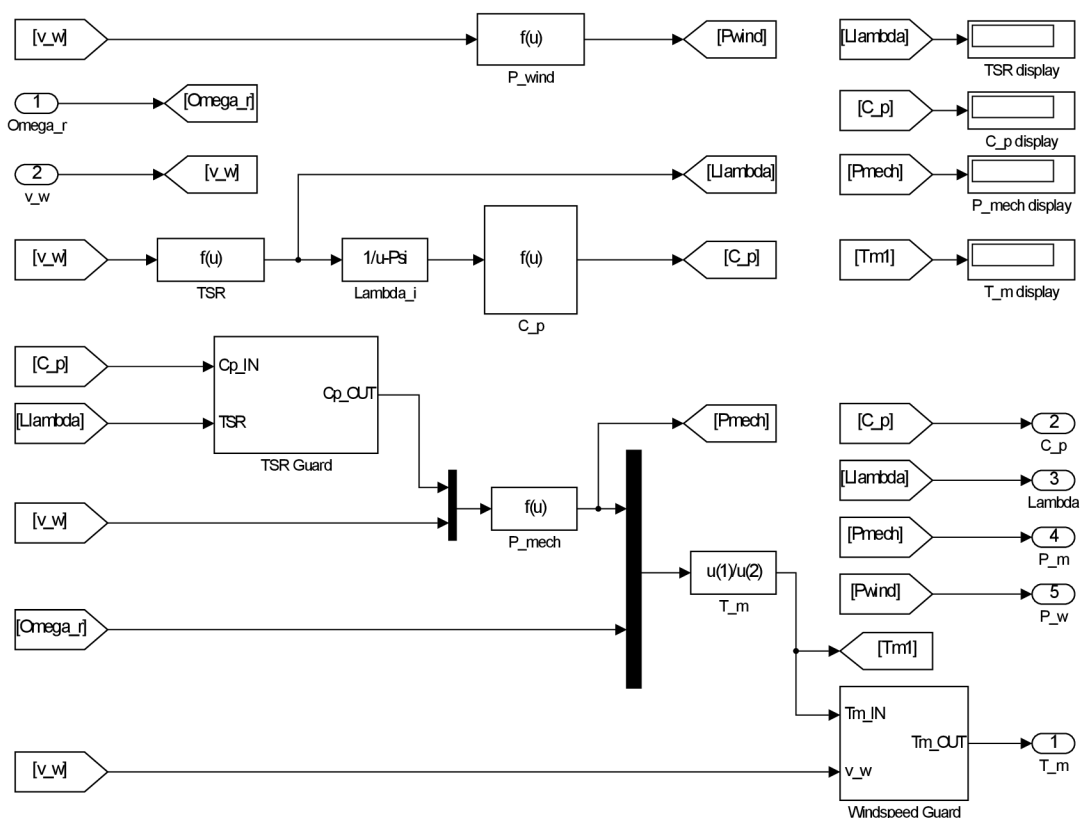 [v_w]
f(u)
P_wind
[Pwind]
[Llambda]
TSR display
1
Omega_r
[Omega_r]
[C_p]
C_p display
2
v_w
[v_w]
[Llambda]
[Pmech]
P_mech display
[v_w]
f(u)
TSR
1/u-Psi
Lambda_i
f(u)
C_p
[C_p]
[Tm1]
T_m display
[C_p]
[Llambda]
Cp_IN
TSR
Cp_OUT
TSR Guard
[v_w]
f(u)
P_mech
[Pmech]
[Omega_r]
u(1)/u(2)
T_m
[C_p]
2
C_p
[Llambda]
3
Lambda
[Pmech]
4
P_m
[Pwind]
5
P_w
[Tm1]
[v_w]
Tm_IN
v_w
Tm_OUT
Windspeed Guard
1
T_m